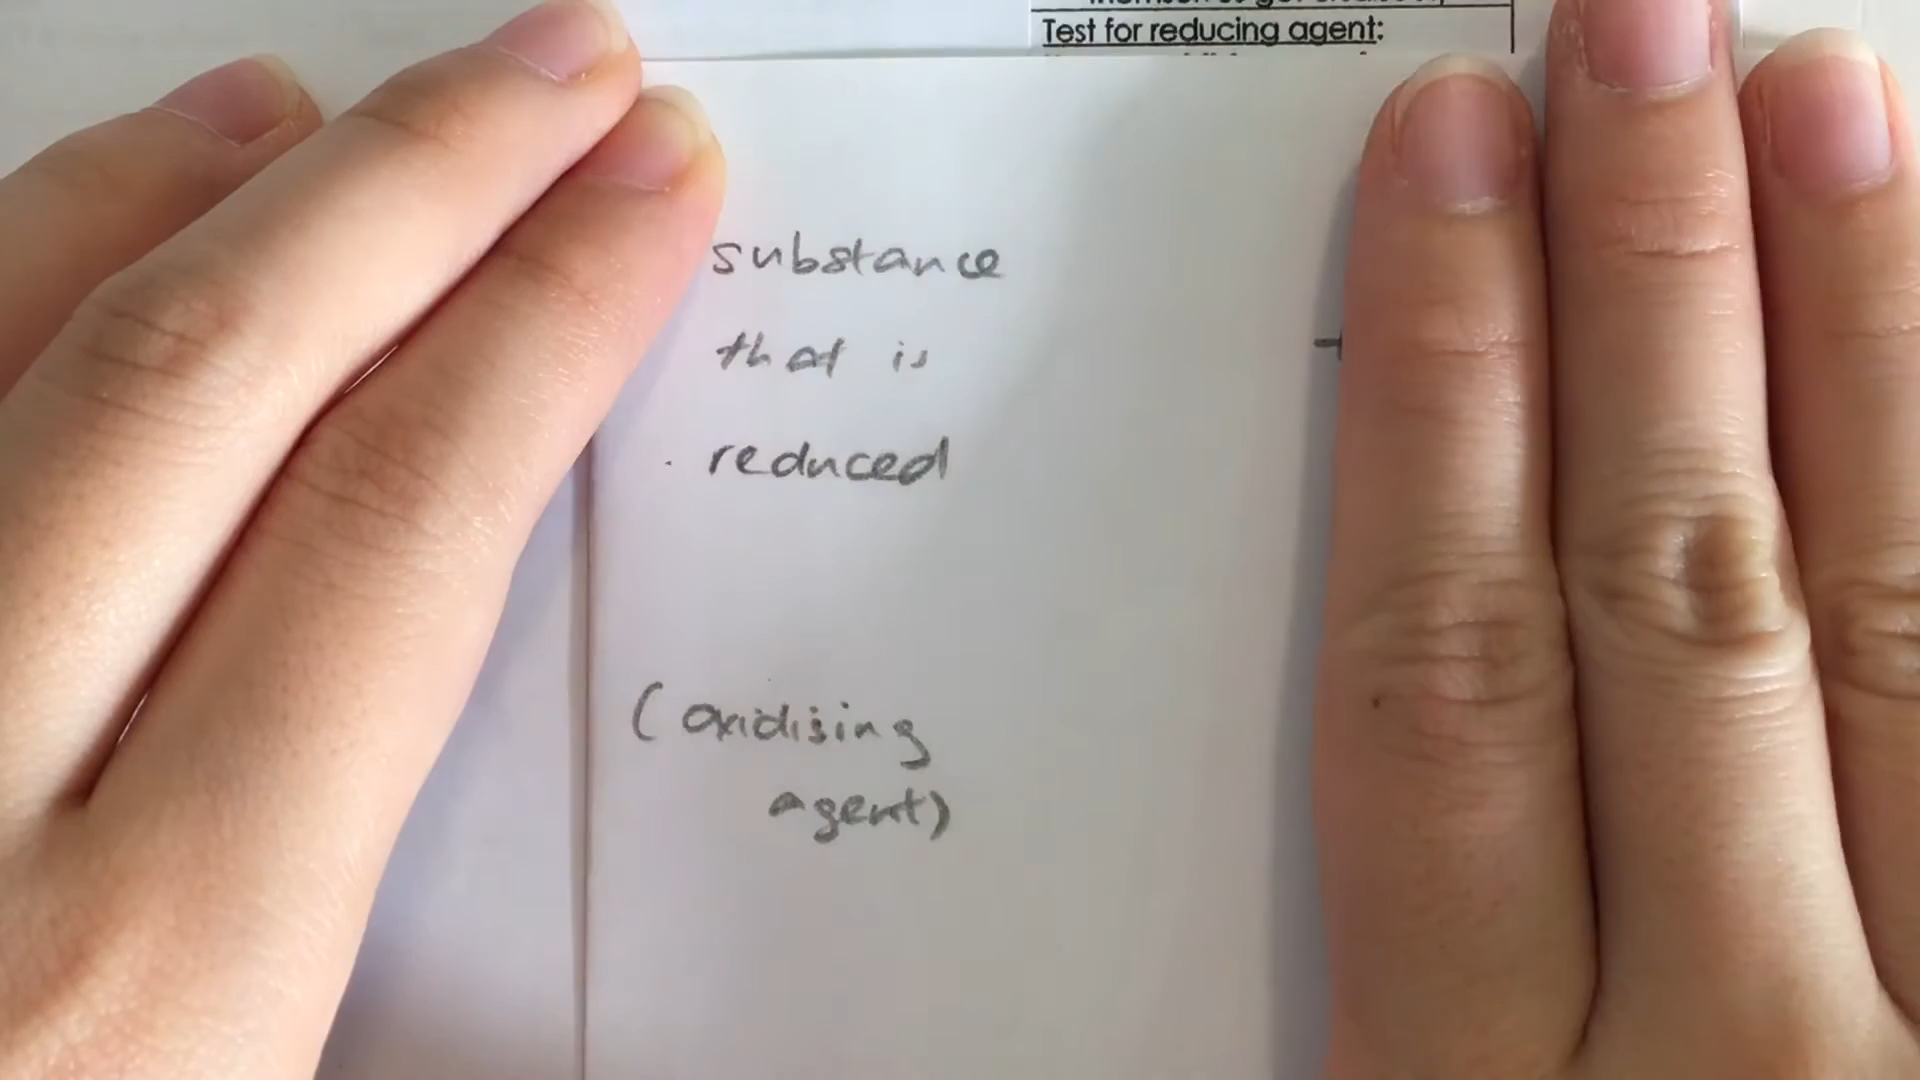 Test for reducing agent:
substance
that is
reduced
(oxidising
agent)